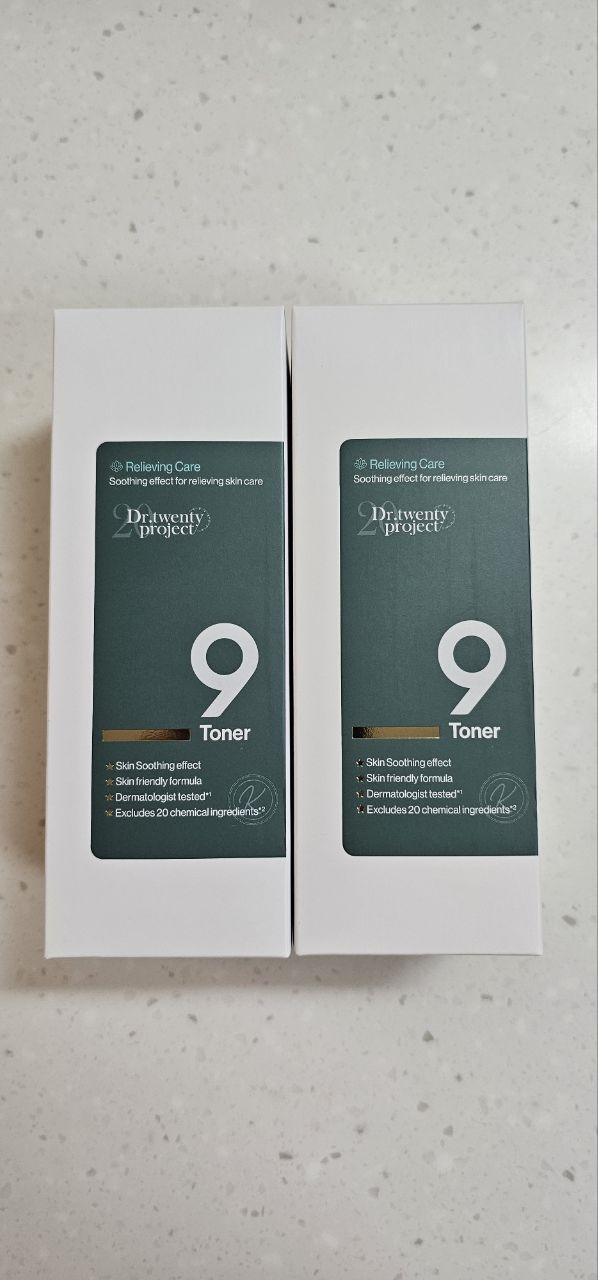 Relieving Care
Soothing effect for relieving skin care
20
Dr.twenty
project
9
Toner
Skin Soothing effect
Skin friendly formula
Dermatologist tested*1
Excludes 20 chemical ingredients*2
K
Relieving Care
Soothing effect for relieving skin care
20
Dr.twenty
project
9
Toner
Skin Soothing effect
Skin friendly formula
Dermatologist tested*1
Excludes 20 chemical ingredients*2
K